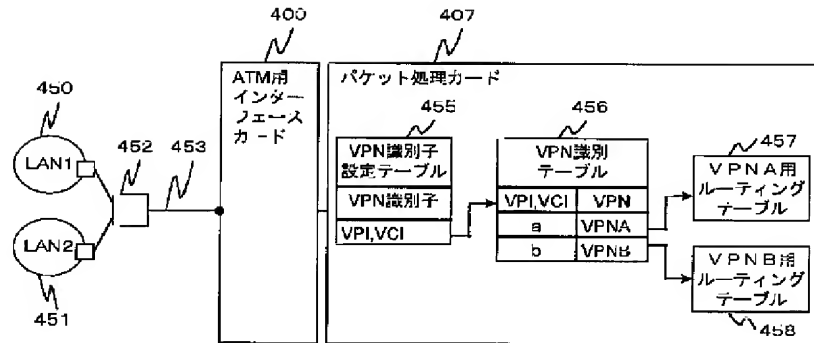 400
407
ATM用
インター
フェース
カード
パケット処理カード
450
452
453
LAN1
LAN2
451
455
VPN識別子
設定テーブル
VPN識別子
VPI,VCI
456
VPN識別
テーブル
VPI,VCI VPN
a VPNA
b VPNB
457
VPNA用
ルーティング
テーブル
VPNB用
ルーティング
テーブル
458